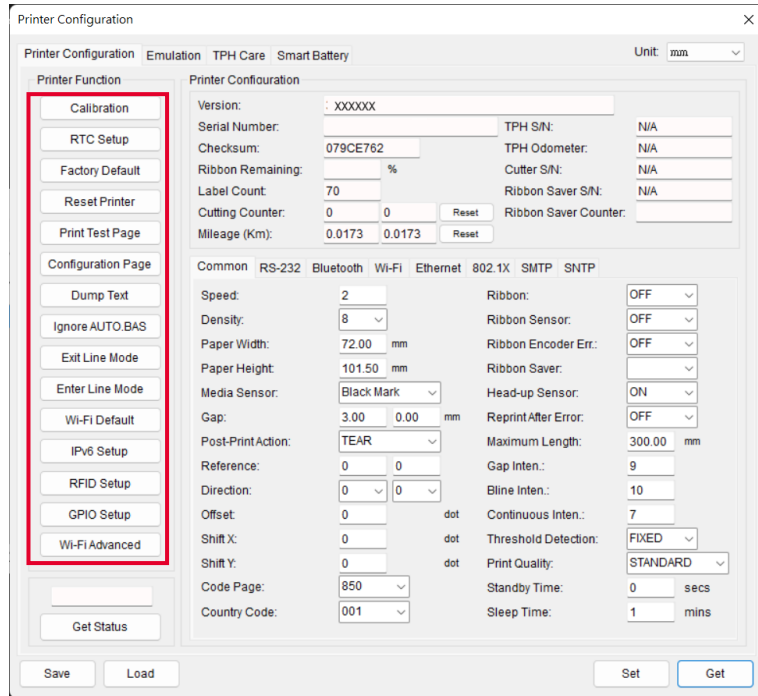 Printer Configuration
Printer Configuration Emulation TPH Care Smart Battery Unit: mm
Printer Function
Calibration
RTC Setup
Factory Default
Reset Printer
Print Test Page
Configuration Page
Dump Text
Ignore AUTO.BAS
Exit Line Mode
Enter Line Mode
Wi-Fi Default
IPv6 Setup
RFID Setup
GPIO Setup
Wi-Fi Advanced
Get Status
Printer Configuration
Version: : XXXXXX
Serial Number: TPH S/N: N/A
Checksum: 079CE762 TPH Odometer: N/A
Ribbon Remaining: % Cutter S/N: N/A
Label Count: 70 Ribbon Saver S/N: N/A
Cutting Counter: 0 0 Reset Ribbon Saver Counter:
Mileage (Km): 0.0173 0.0173 Reset
Common RS-232 Bluetooth Wi-Fi Ethernet 802.1X SMTP SNTP
Speed: 2 Ribbon: OFF
Density: 8 Ribbon Sensor: OFF
Paper Width: 72.00 mm Ribbon Encoder Err.: OFF
Paper Height: 101.50 mm Ribbon Saver:
Media Sensor: Black Mark Head-up Sensor: ON
Gap: 3.00 0.00 mm Reprint After Error: OFF
Post-Print Action: TEAR Maximum Length: 300.00 mm
Reference: 0 0 Gap Inten.: 9
Direction: 0 0 Bline Inten.: 10
Offset: 0 dot Continuous Inten.: 7
Shift X: 0 dot Threshold Detection: FIXED
Shift Y: 0 dot Print Quality: STANDARD
Code Page: 850 Standby Time: 0 secs
Country Code: 001 Sleep Time: 1 mins
Save Load Set Get